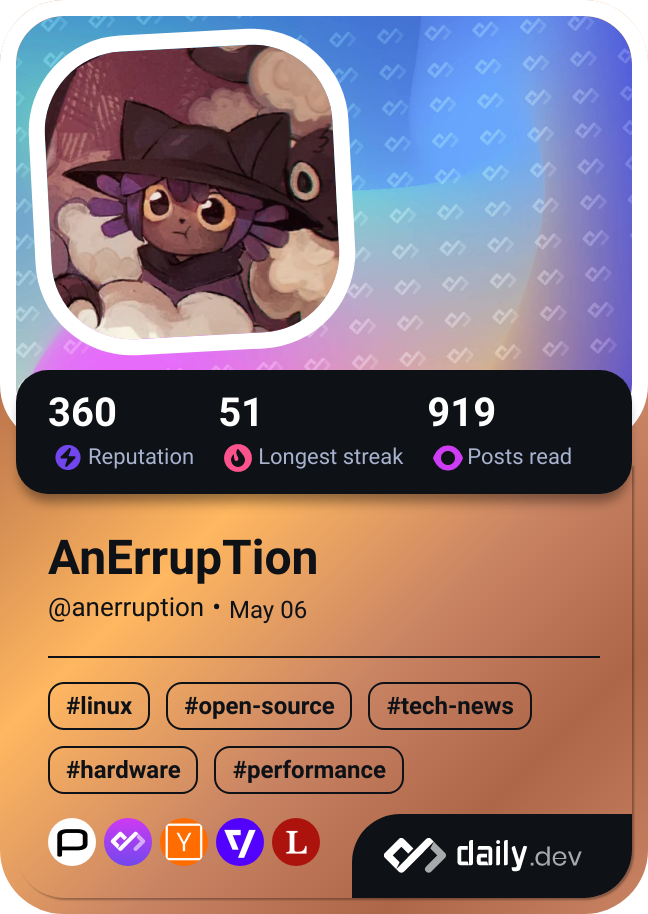 360 51 919
Reputation Longest streak Posts read
AnErrupTion
@anerruption • May 06
#linux #open-source #tech-news
#hardware #performance
P Y L daily.dev